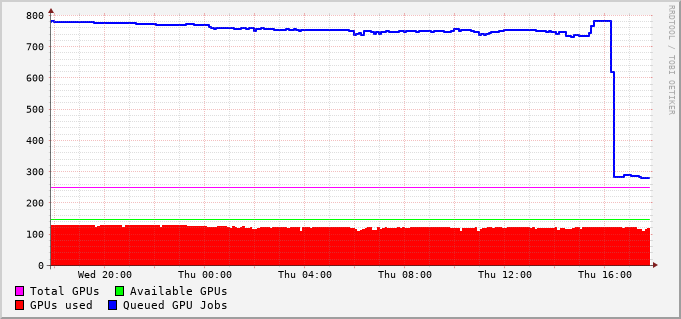 800
700
600
500
400
300
200
100
0
Wed 20:00 Thu 00:00 Thu 04:00 Thu 08:00 Thu 12:00 Thu 16:00
Total GPUs Available GPUs
GPUs used Queued GPU Jobs
RRDTOOL / TOBI OETIKER